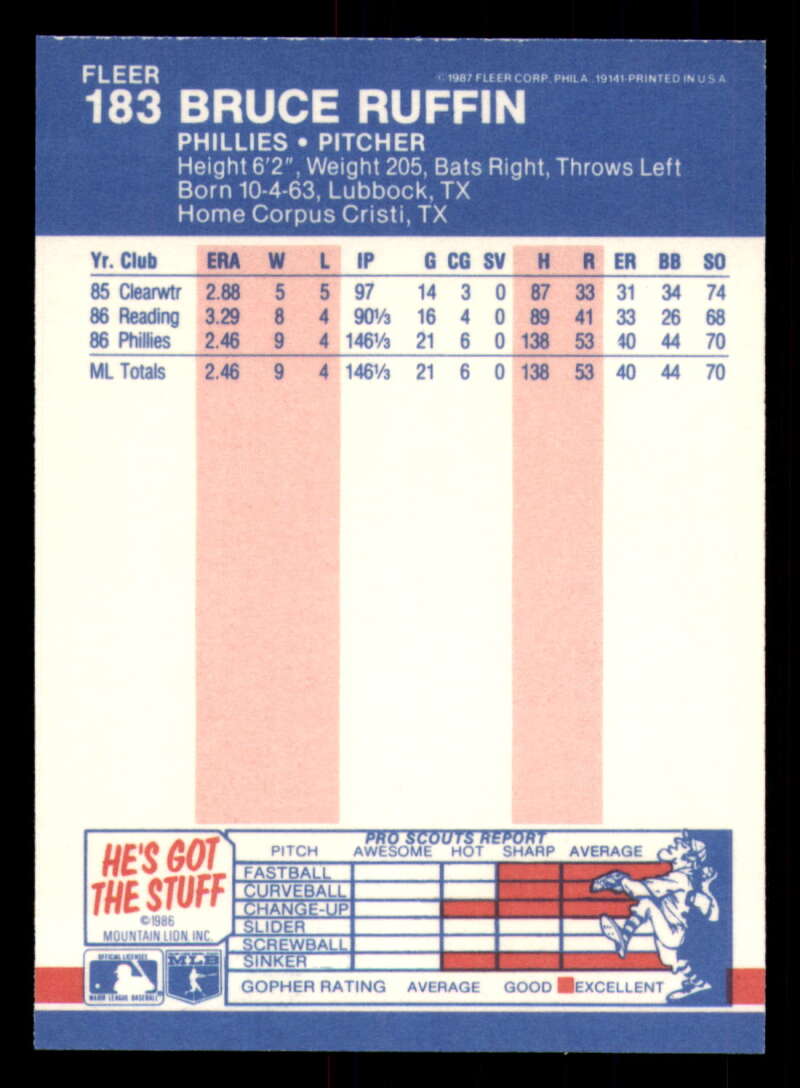 FLEER
© 1987 FLEER CORP. PHILA. 19141-PRINTED IN U S A
183 BRUCE RUFFIN
PHILLIES • PITCHER
Height 6'2", Weight 205, Bats Right, Throws Left
Born 10-4-63, Lubbock, TX
Home Corpus Cristi, TX
Yr. Club ERA W L IP G CG SV H R ER BB SO
85 Clearwtr 2.88 5 5 97 14 3 0 87 33 31 34 74
86 Reading 3.29 8 4 90⅓ 16 4 0 89 41 33 26 68
86 Phillies 2.46 9 4 146⅓ 21 6 0 138 53 40 44 70
ML Totals 2.46 9 4 146⅓ 21 6 0 138 53 40 44 70
HE'S GOT
THE STUFF
©1986
MOUNTAIN LION, INC.
OFFICIAL LICENSEE
MAJOR LEAGUE BASEBALL
MLB
PRO SCOUTS REPORT
PITCH AWESOME HOT SHARP AVERAGE
FASTBALL
CURVEBALL
CHANGE-UP
SLIDER
SCREWBALL
SINKER
GOPHER RATING AVERAGE GOOD EXCELLENT